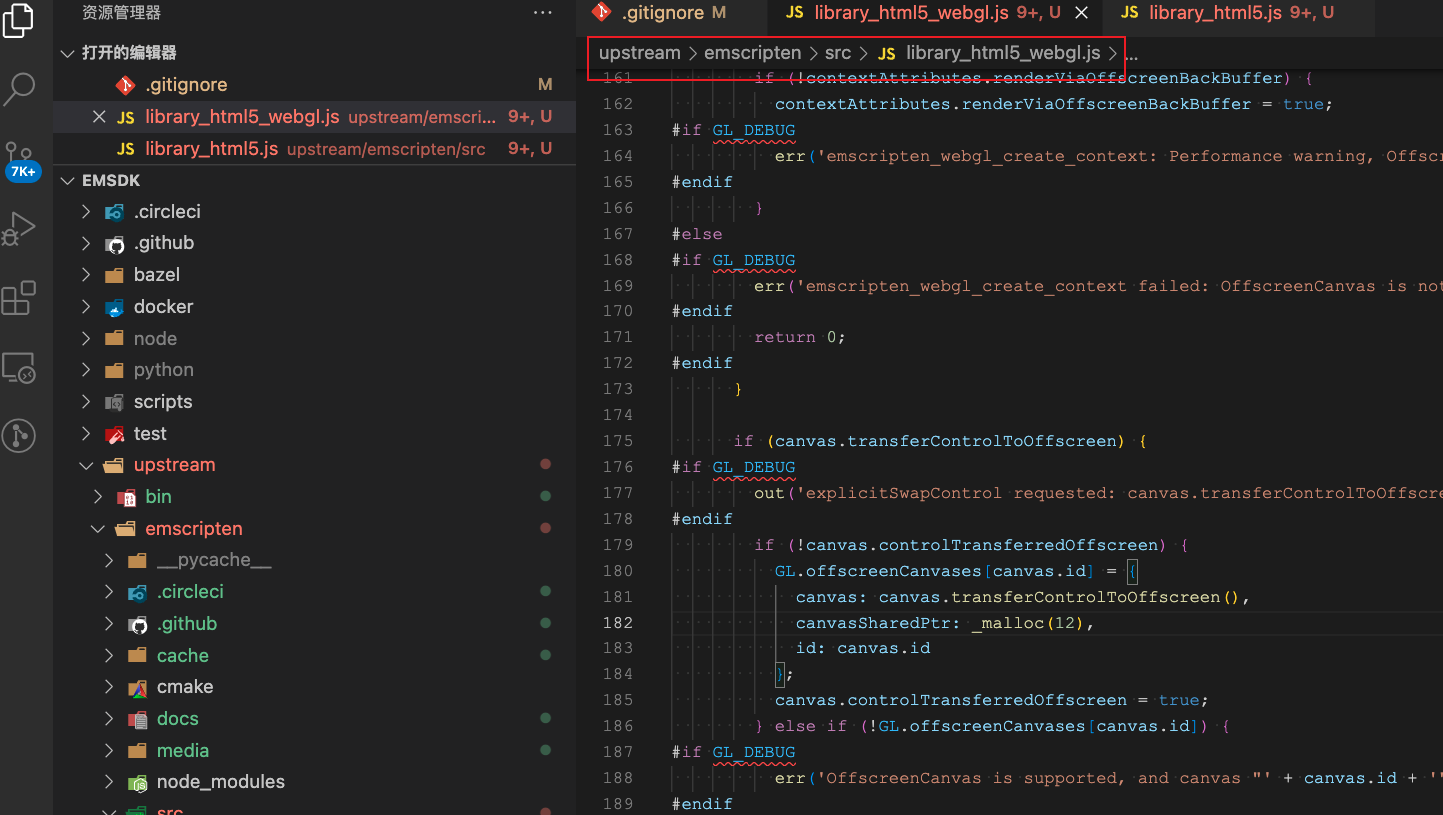 资源管理器
···
打开的编辑器
.gitignore M
JS library_html5_webgl.js upstream/emscri... 9+, U
JS library_html5.js upstream/emscripten/src 9+, U
7K+
EMSDK
.circleci
.github
bazel
docker
node
python
scripts
test
upstream
bin
emscripten
__pycache__
.circleci
.github
cache
cmake
docs
media
node_modules
src
.gitignore M
JS library_html5_webgl.js 9+, U
JS library_html5.js 9+, U
upstream > emscripten > src > JS library_html5_webgl.js > ...
161 if (!contextAttributes.renderViaOffscreenBackBuffer) {
162 contextAttributes.renderViaOffscreenBackBuffer = true;
163 #if GL_DEBUG
164 err('emscripten_webgl_create_context: Performance warning, Offscr
165 #endif
166 }
167 #else
168 #if GL_DEBUG
169 err('emscripten_webgl_create_context failed: OffscreenCanvas is not
170 #endif
171 return 0;
172 #endif
173 }
174
175 if (canvas.transferControlToOffscreen) {
176 #if GL_DEBUG
177 out('explicitSwapControl requested: canvas.transferControlToOffscre
178 #endif
179 if (!canvas.controlTransferredOffscreen) {
180 GL.offscreenCanvases[canvas.id] = {
181 canvas: canvas.transferControlToOffscreen(),
182 canvasSharedPtr: _malloc(12),
183 id: canvas.id
184 };
185 canvas.controlTransferredOffscreen = true;
186 } else if (!GL.offscreenCanvases[canvas.id]) {
187 #if GL_DEBUG
188 err('OffscreenCanvas is supported, and canvas "' + canvas.id + '"
189 #endif